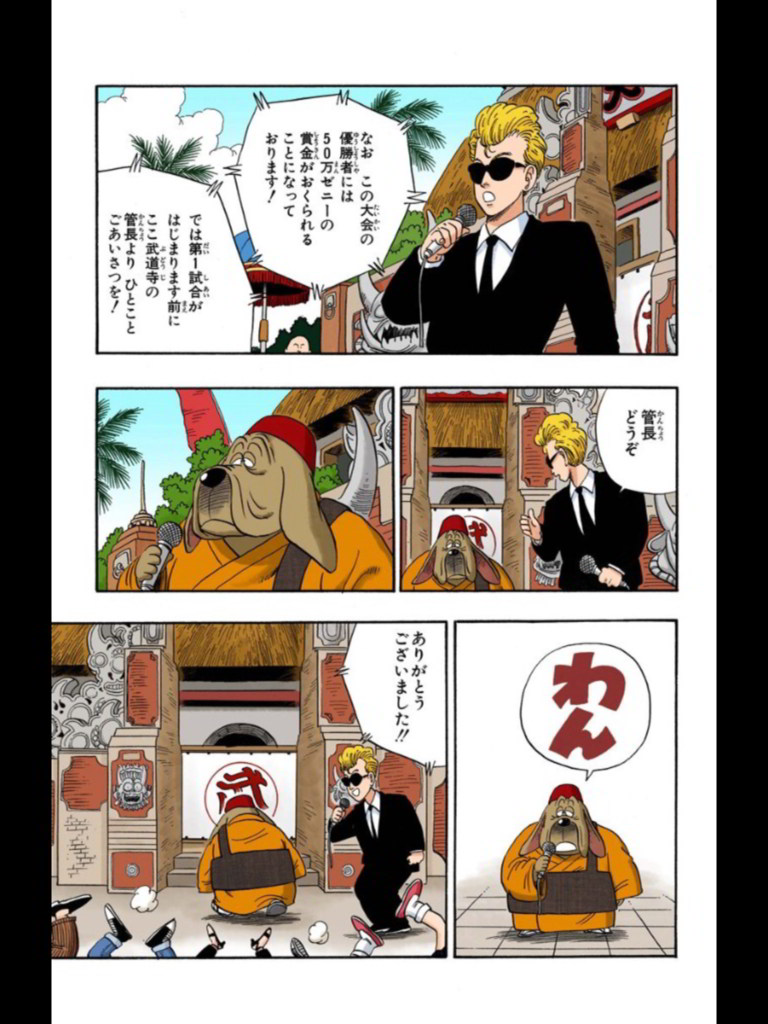 なお この大会の
優勝者には
50万ゼニーの
賞金がおくられる
ことになって
おります!
では第1試合が
はじまります前に
ここ 武道寺の
管長より ひとこと
ごあいさつを!
管長
どうぞ
わん
ありがとう
ございました!!
武